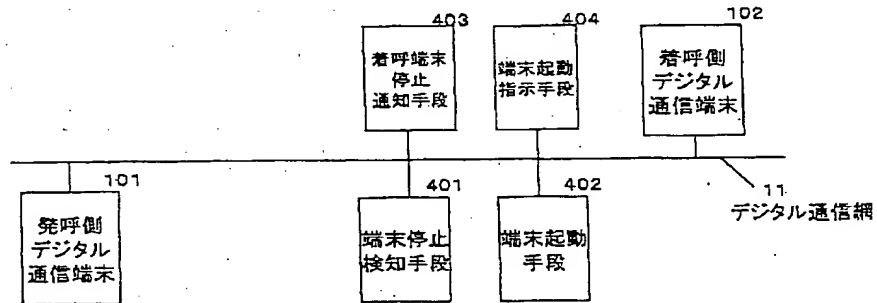 403
着呼端末
停止
通知手段
404
端末起動
指示手段
102
着呼側
デジタル
通信端末
101
発呼側
デジタル
通信端末
401
端末停止
検知手段
402
端末起動
手段
11
デジタル通信網